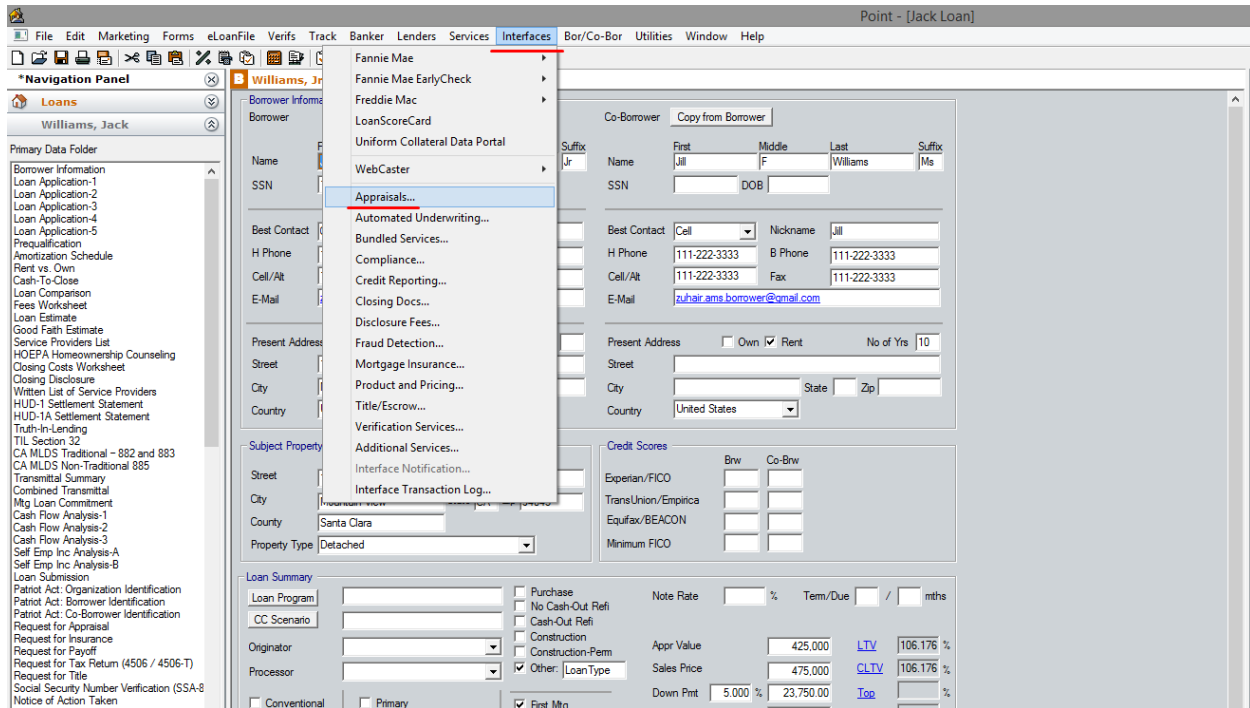 Point - [Jack Loan]
File Edit Marketing Forms eLoanFile Verifs Track Banker Lenders Services Interfaces Bor/Co-Bor Utilities Window Help
*Navigation Panel
Loans
Williams, Jack
Primary Data Folder
Borrower Information
Loan Application-1
Loan Application-2
Loan Application-3
Loan Application-4
Loan Application-5
Prequalification
Amortization Schedule
Rent vs. Own
Cash-To-Close
Loan Comparison
Fees Worksheet
Loan Estimate
Good Faith Estimate
Service Providers List
HOEPA Homeownership Counseling
Closing Costs Worksheet
Closing Disclosure
Written List of Service Providers
HUD-1 Settlement Statement
HUD-1A Settlement Statement
Truth-In-Lending
TIL Section 32
CA MLDS Traditional - 882 and 883
CA MLDS Non-Traditional 885
Transmittal Summary
Combined Transmittal
Mtg Loan Commitment
Cash Flow Analysis-1
Cash Flow Analysis-2
Cash Flow Analysis-3
Self Emp Inc Analysis-A
Self Emp Inc Analysis-B
Loan Submission
Patriot Act: Organization Identification
Patriot Act: Borrower Identification
Patriot Act: Co-Borrower Identification
Request for Appraisal
Request for Insurance
Request for Payoff
Request for Tax Return (4506 / 4506-T)
Request for Title
Social Security Number Verification (SSA-8
Notice of Action Taken
Fannie Mae
Fannie Mae EarlyCheck
Freddie Mac
LoanScoreCard
Uniform Collateral Data Portal
WebCaster
Appraisals...
Automated Underwriting...
Bundled Services...
Compliance...
Credit Reporting...
Closing Docs...
Disclosure Fees...
Fraud Detection...
Mortgage Insurance...
Product and Pricing...
Title/Escrow...
Verification Services...
Additional Services...
Interface Notification...
Interface Transaction Log...
B Williams, Jr
Borrower Informa
Borrower
Suffix
Name Jr
SSN
Best Contact
H Phone
Cell/Alt
E-Mail
Present Address
Street
City
Country
Co-Borrower Copy from Borrower
First Middle Last Suffix
Name Jill F Williams Ms
SSN DOB
Best Contact Cell Nickname Jill
H Phone 111-222-3333 B Phone 111-222-3333
Cell/Alt 111-222-3333 Fax 111-222-3333
E-Mail zuhair.ams.borrower@gmail.com
Present Address Own Rent No of Yrs 10
Street
City State Zip
Country United States
Subject Property
Street
City
County Santa Clara
Property Type Detached
Credit Scores
Brw Co-Brw
Experian/FICO
TransUnion/Empirica
Equifax/BEACON
Minimum FICO
Loan Summary
Loan Program
CC Scenario
Originator
Processor
Conventional Primary
Purchase
No Cash-Out Refi
Cash-Out Refi
Construction
Construction-Perm
Other: LoanType
First Mtg
Note Rate % Term/Due / mths
Appr Value 425,000 LTV 106.176 %
Sales Price 475,000 CLTV 106.176 %
Down Pmt 5.000 % 23,750.00 Top %